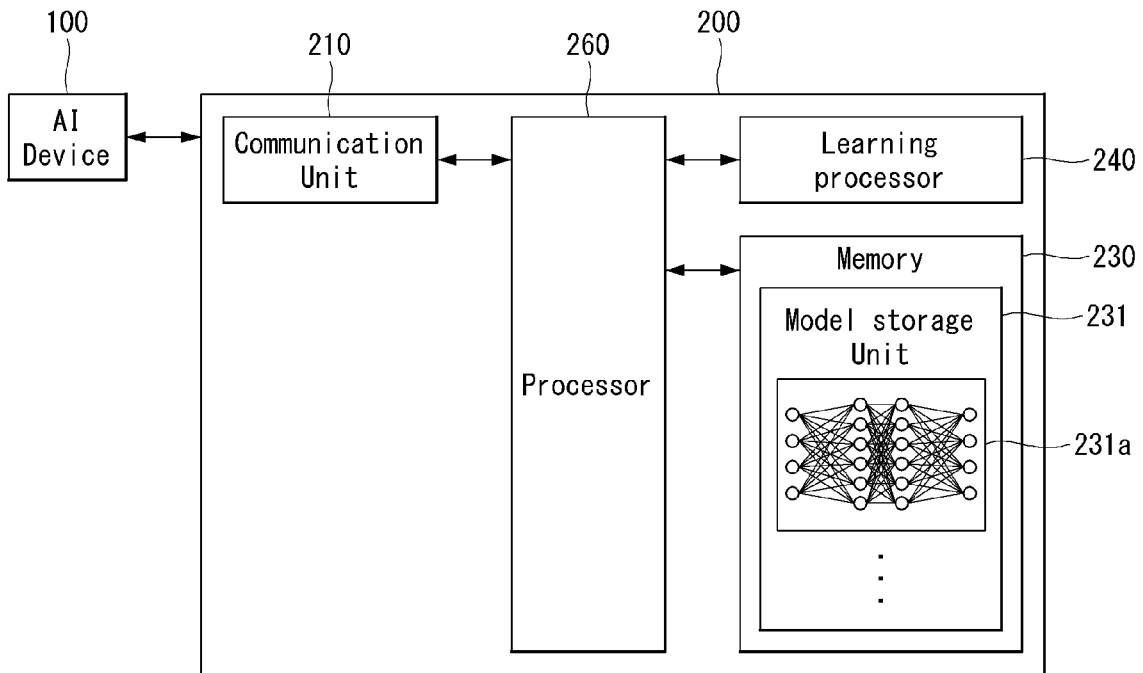 100
210
260
200
AI
Device
Communication
Unit
Learning
processor
240
Memory
230
Model storage
Unit
231
Processor
231a